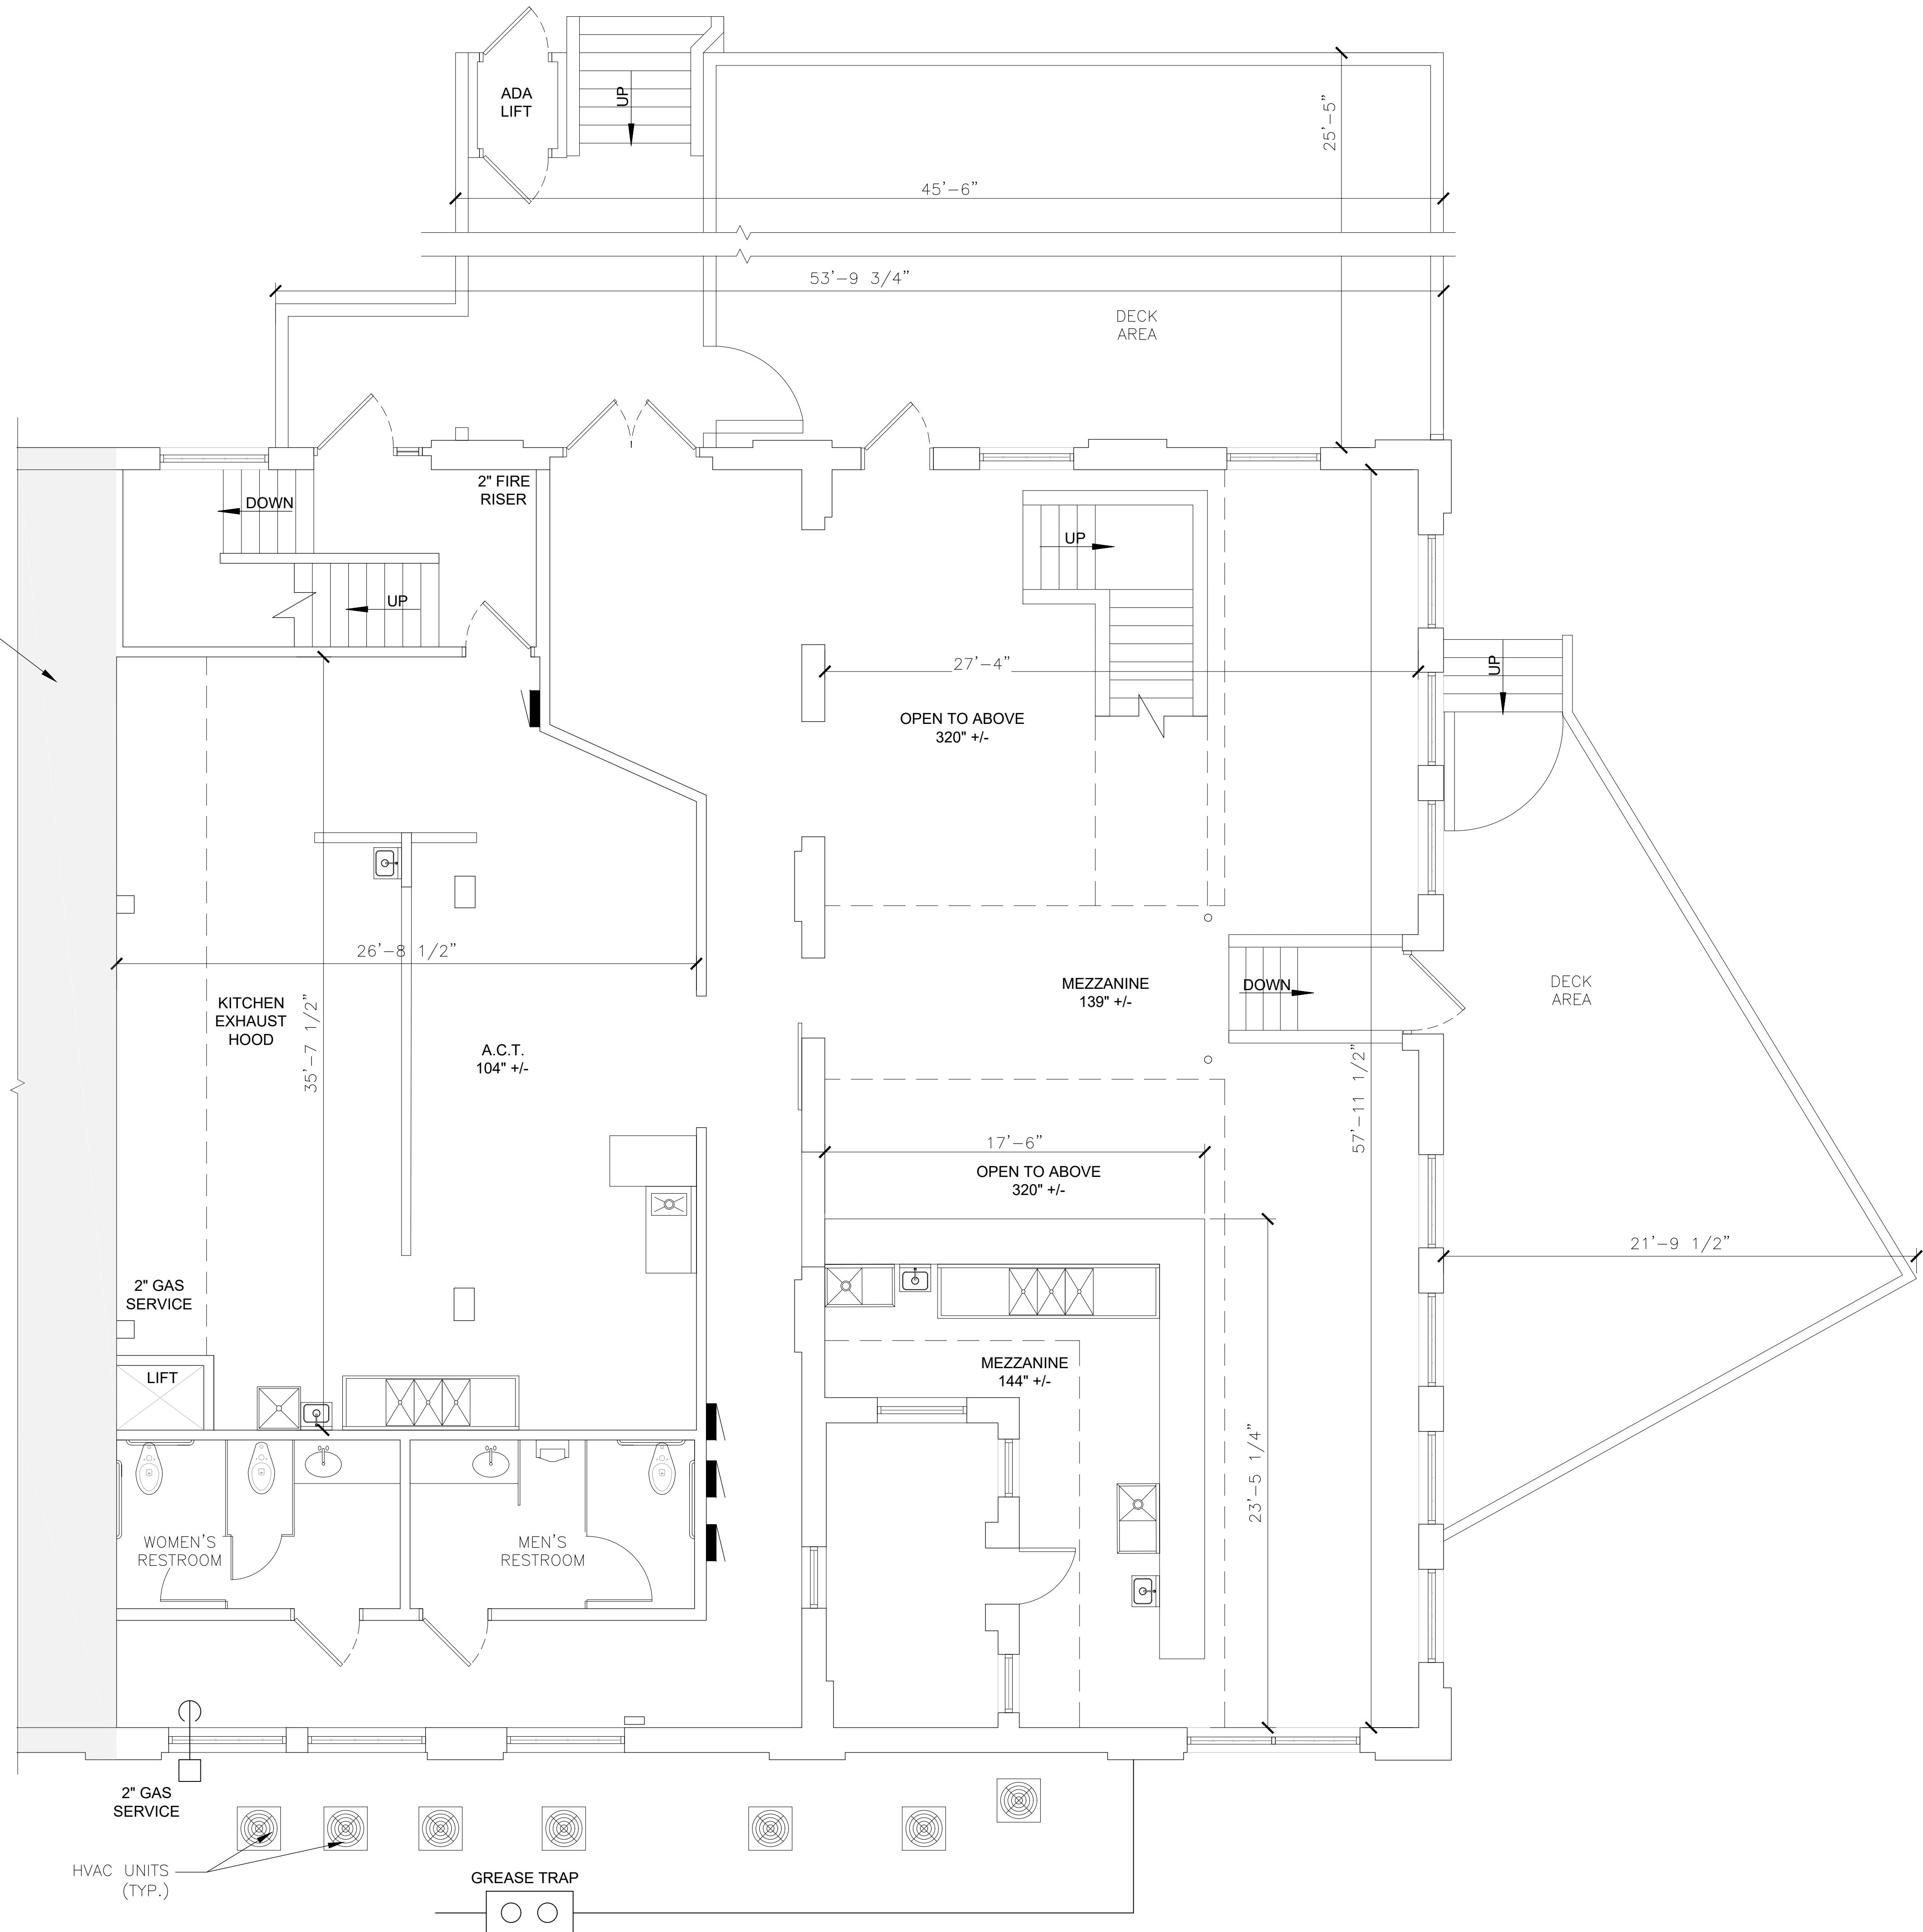 ADA
LIFT
UP
25'-5"
45'-6"
53'-9 3/4"
DECK
AREA
2" FIRE
RISER
DOWN
UP
UP
27'-4"
UP
OPEN TO ABOVE
320" +/-
26'-8 1/2"
MEZZANINE
139" +/-
DOWN
DECK
AREA
KITCHEN
EXHAUST
HOOD
35'-7 1/2"
A.C.T.
104" +/-
57'-11 1/2"
17'-6"
OPEN TO ABOVE
320" +/-
21'-9 1/2"
2" GAS
SERVICE
LIFT
MEZZANINE
144" +/-
23'-5 1/4"
WOMEN'S
RESTROOM
MEN'S
RESTROOM
2" GAS
SERVICE
HVAC UNITS
(TYP.)
GREASE TRAP